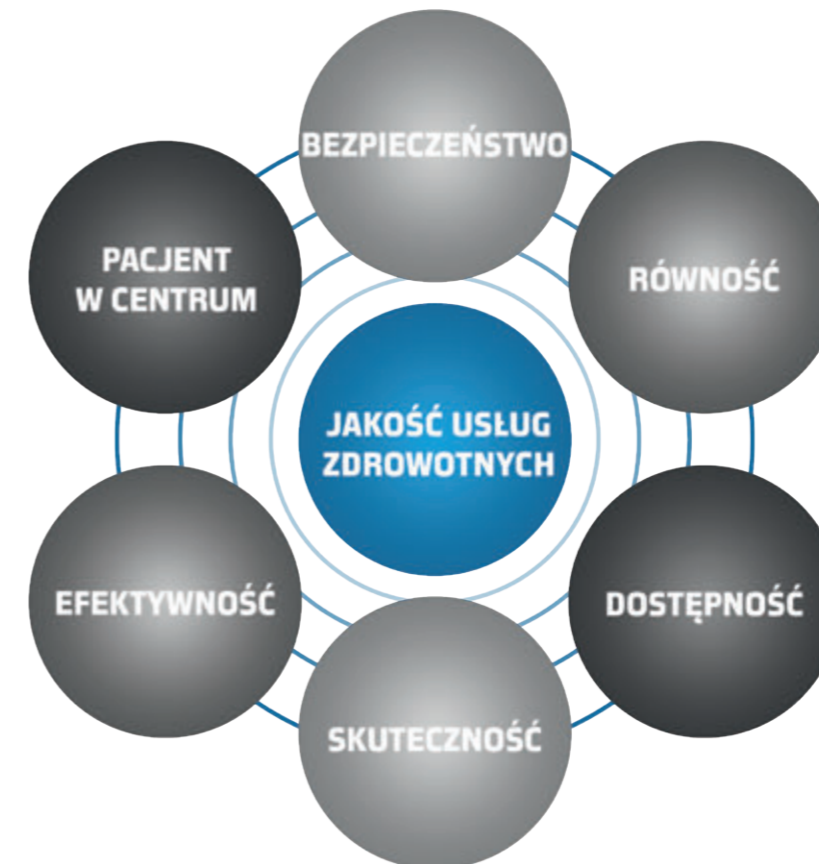 BEZPIECZEŃSTWO
PACJENT
W CENTRUM
RÓWNOŚĆ
JAKOŚĆ USŁUG
ZDROWOTNYCH
EFEKTYWNOŚĆ
DOSTĘPNOŚĆ
SKUTECZNOŚĆ